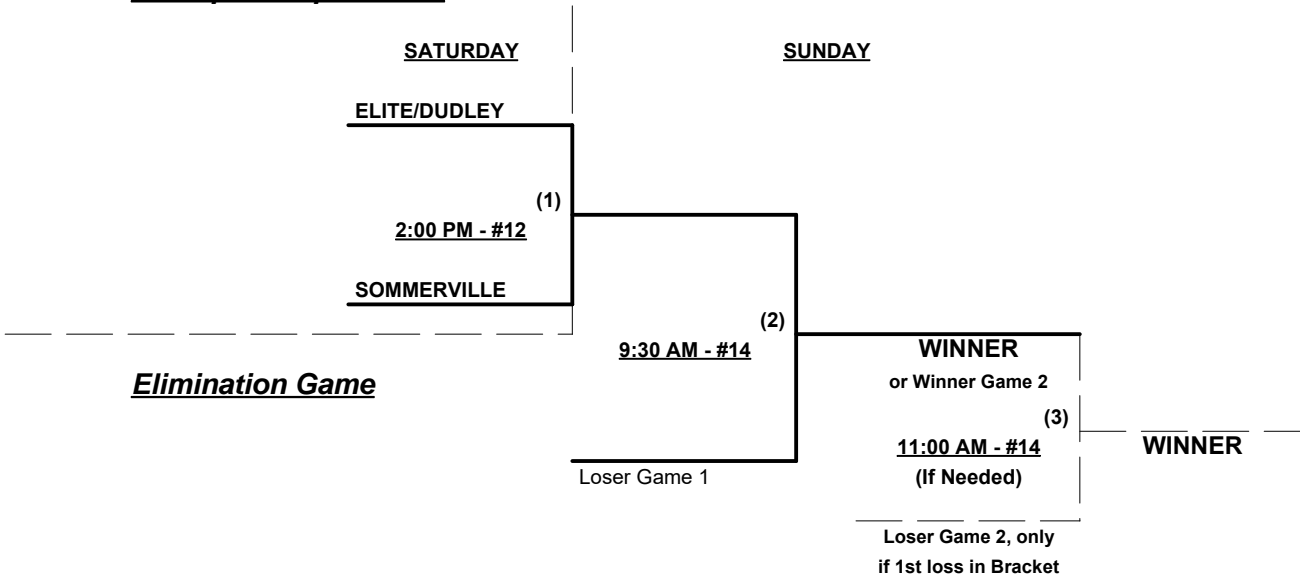 SATURDAY
SUNDAY
ELITE/DUDLEY
(1)
2:00 PM - #12
SOMMERVILLE
(2)
9:30 AM - #14
WINNER
Elimination Game
or Winner Game 2
(3)
11:00 AM - #14
WINNER
Loser Game 1
(If Needed)
Loser Game 2, only
if 1st loss in Bracket